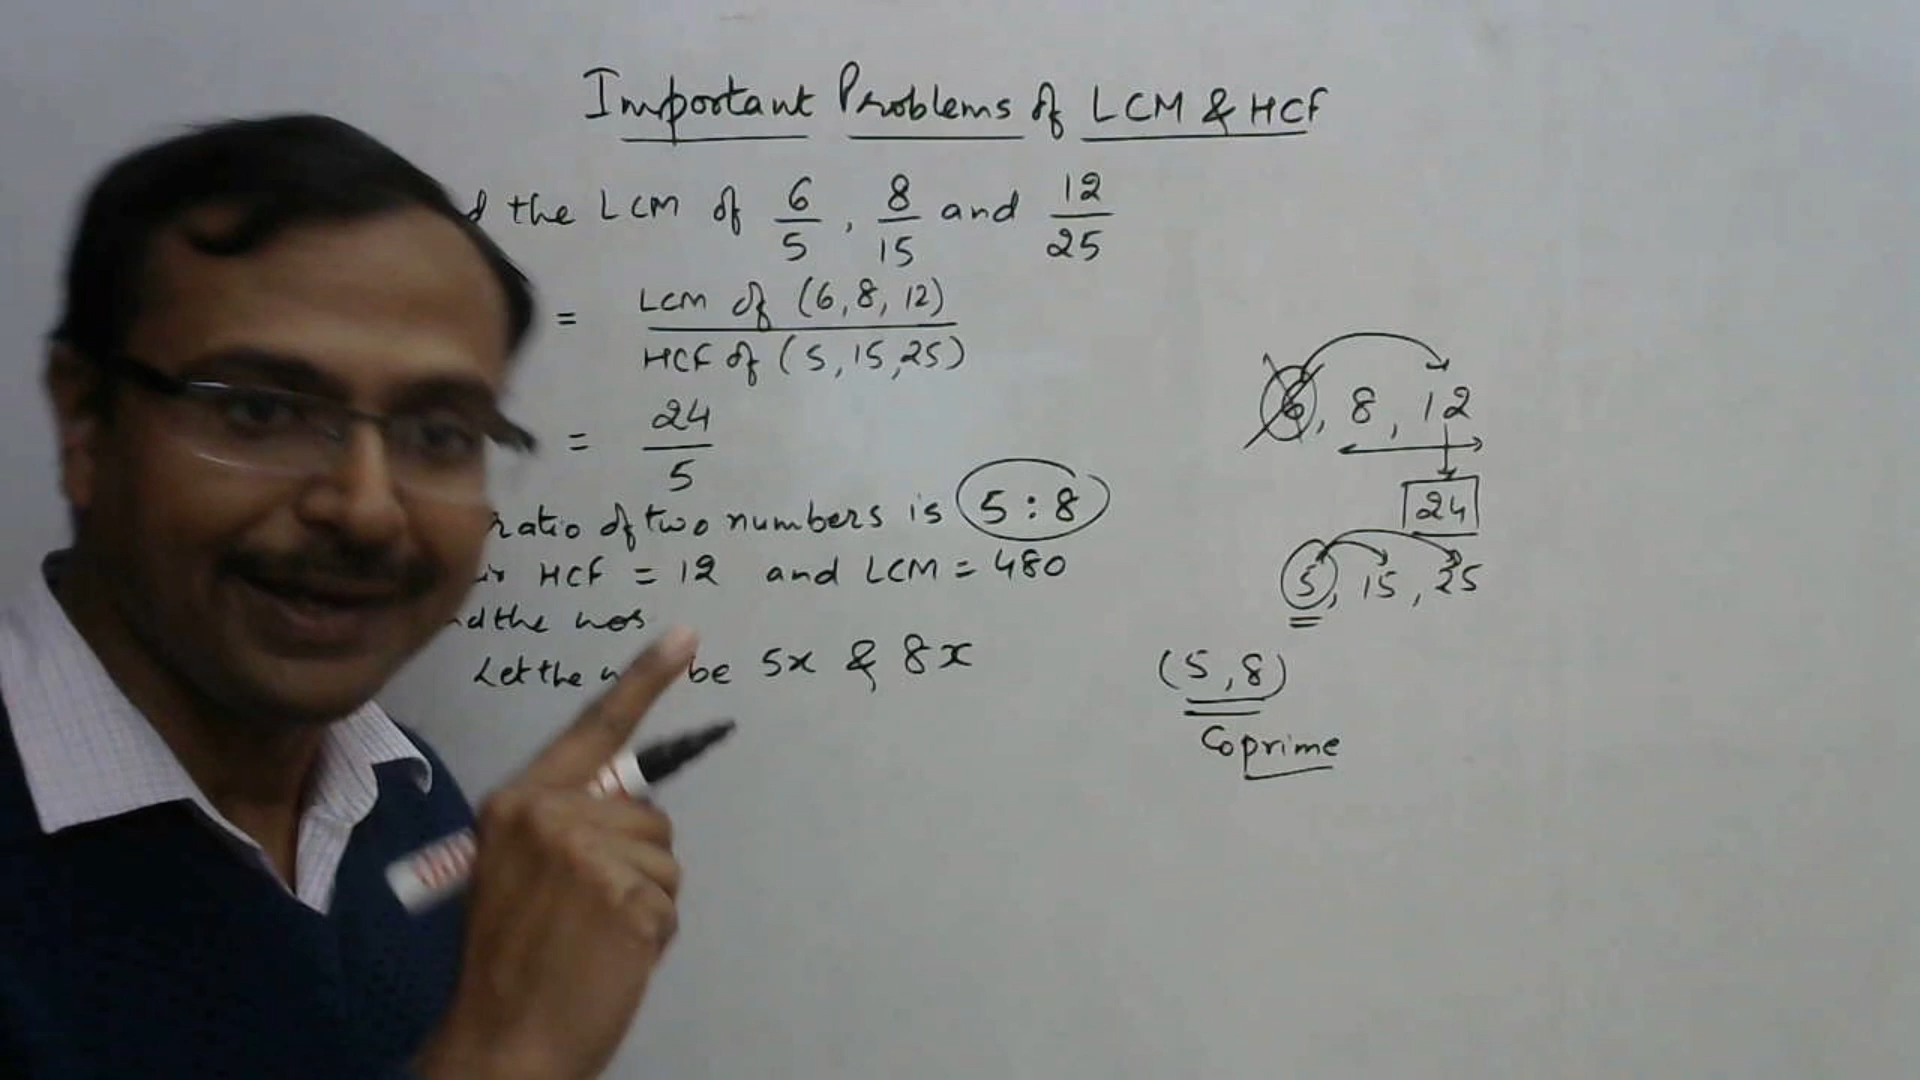 Important Problems of LCM & HCF
the LCM of 6/5, 8/15 and 12/25
= LCM of (6, 8, 12) / HCF of (5, 15, 25)
= 24/5
ratio of two numbers is 5 : 8
HCF = 12 and LCM = 480
the nos
Let the be 5x & 8x
6, 8, 12
24
5, 15, 25
(5, 8)
Coprime